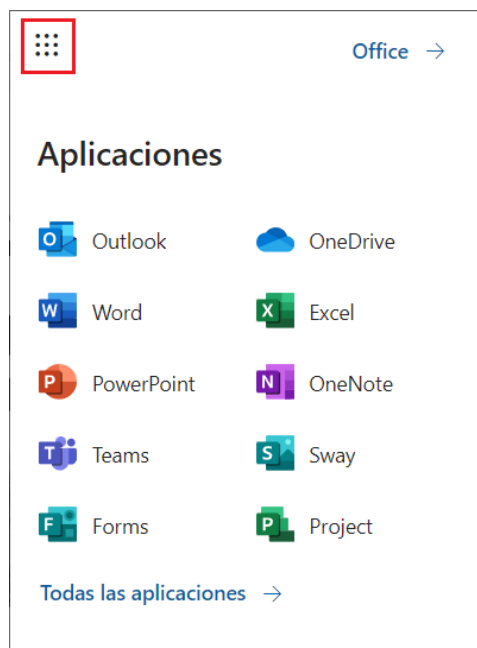 Office →
Aplicaciones
Outlook OneDrive
Word Excel
PowerPoint OneNote
Teams Sway
Forms Project
Todas las aplicaciones →